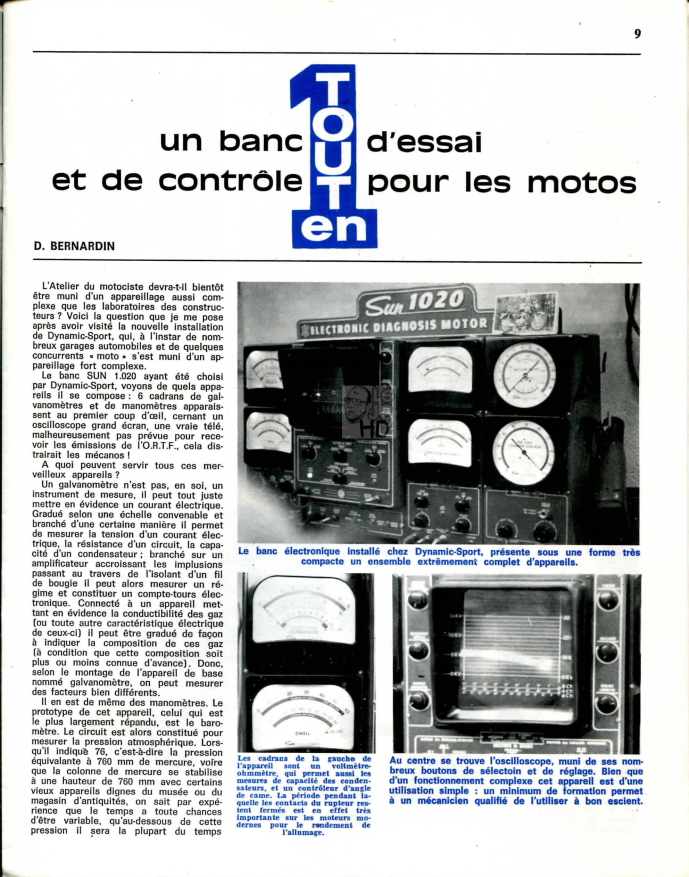 9
un banc
d'essai
et de contrôle
pour les motos
1
TOUT
en
D. BERNARDIN
L'Atelier du motociste devra-t-il bientôt
être muni d'un appareillage aussi com-
plexe que les laboratoires des construc-
teurs ? Voici la question que je me pose
après avoir visité la nouvelle installation
de Dynamic-Sport, qui, à l'instar de nom-
breux garages automobiles et de quelques
concurrents « moto » s'est muni d'un ap-
pareillage fort complexe.
Le banc SUN 1.020 ayant été choisi
par Dynamic-Sport, voyons de quels appa-
reils il se compose : 6 cadrans de gal-
vanomètres et de manomètres apparais-
sent au premier coup d'œil, cernant un
oscilloscope grand écran, une vraie télé,
malheureusement pas prévue pour rece-
voir les émissions de l'O.R.T.F., cela dis-
trairait les mécanos !
A quoi peuvent servir tous ces mer-
veilleux appareils ?
Un galvanomètre n'est pas, en soi, un
instrument de mesure, il peut tout juste
mettre en évidence un courant électrique.
Gradué selon une échelle convenable et
branché d'une certaine manière il permet
de mesurer la tension d'un courant élec-
trique, la résistance d'un circuit, la capa-
cité d'un condensateur ; branché sur un
amplificateur accroissant les implusions
passant au travers de l'isolant d'un fil
de bougie il peut alors mesurer un ré-
gime et constituer un compte-tours élec-
tronique. Connecté à un appareil met-
tant en évidence la conductibilité des gaz
(ou toute autre caractéristique électrique
de ceux-ci) il peut être gradué de façon
à indiquer la composition de ces gaz
(à condition que cette composition soit
plus ou moins connue d'avance). Donc,
selon le montage de l'appareil de base
nommé galvanomètre, on peut mesurer
des facteurs bien différents.
Il en est de même des manomètres. Le
prototype de cet appareil, celui qui est
le plus largement répandu, est le baro-
mètre. Le circuit est alors constitué pour
mesurer la pression atmosphérique. Lors-
qu'il indique 76, c'est-à-dire la pression
équivalante à 760 mm de mercure, voire
que la colonne de mercure se stabilise
à une hauteur de 760 mm avec certains
vieux appareils dignes du musée ou du
magasin d'antiquités, on sait par expé-
rience que le temps a toute chances
d'être variable, qu'au-dessous de cette
pression il sera la plupart du temps
Sun 1020
ELECTRONIC DIAGNOSIS MOTOR
Le banc électronique installé chez Dynamic-Sport, présente sous une forme très
compacte un ensemble extrêmement complet d'appareils.
DWELL
Les cadrans de la gauche de
l'appareil sont un voltmètre-
ohmmètre, qui permet aussi les
mesures de capacité des conden-
sateurs, et un contrôleur d'angle
de came. La période pendant la-
quelle les contacts du rupteur res-
tent fermés est en effet très
importante sur les moteurs mo-
dernes pour le rendement de
l'allumage.
Au centre se trouve l'oscilloscope, muni de ses nom-
breux boutons de sélectoin et de réglage. Bien que
d'un fonctionnement complexe cet appareil est d'une
utilisation simple : un minimum de formation permet
à un mécanicien qualifié de l'utiliser à bon escient.